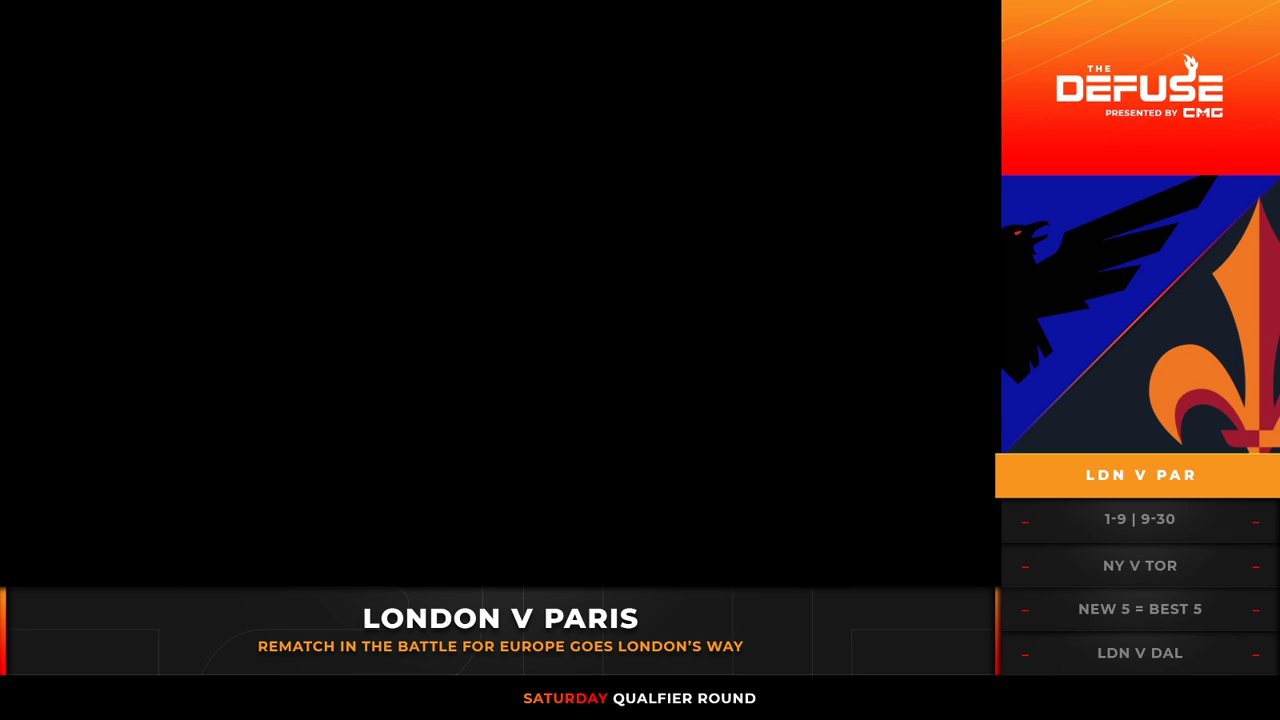 THE
DEFUSE
PRESENTED BY CMG
LDN V PAR
1-9 | 9-30
NY V TOR
NEW 5 = BEST 5
LDN V DAL
LONDON V PARIS
REMATCH IN THE BATTLE FOR EUROPE GOES LONDON'S WAY
SATURDAY QUALFIER ROUND